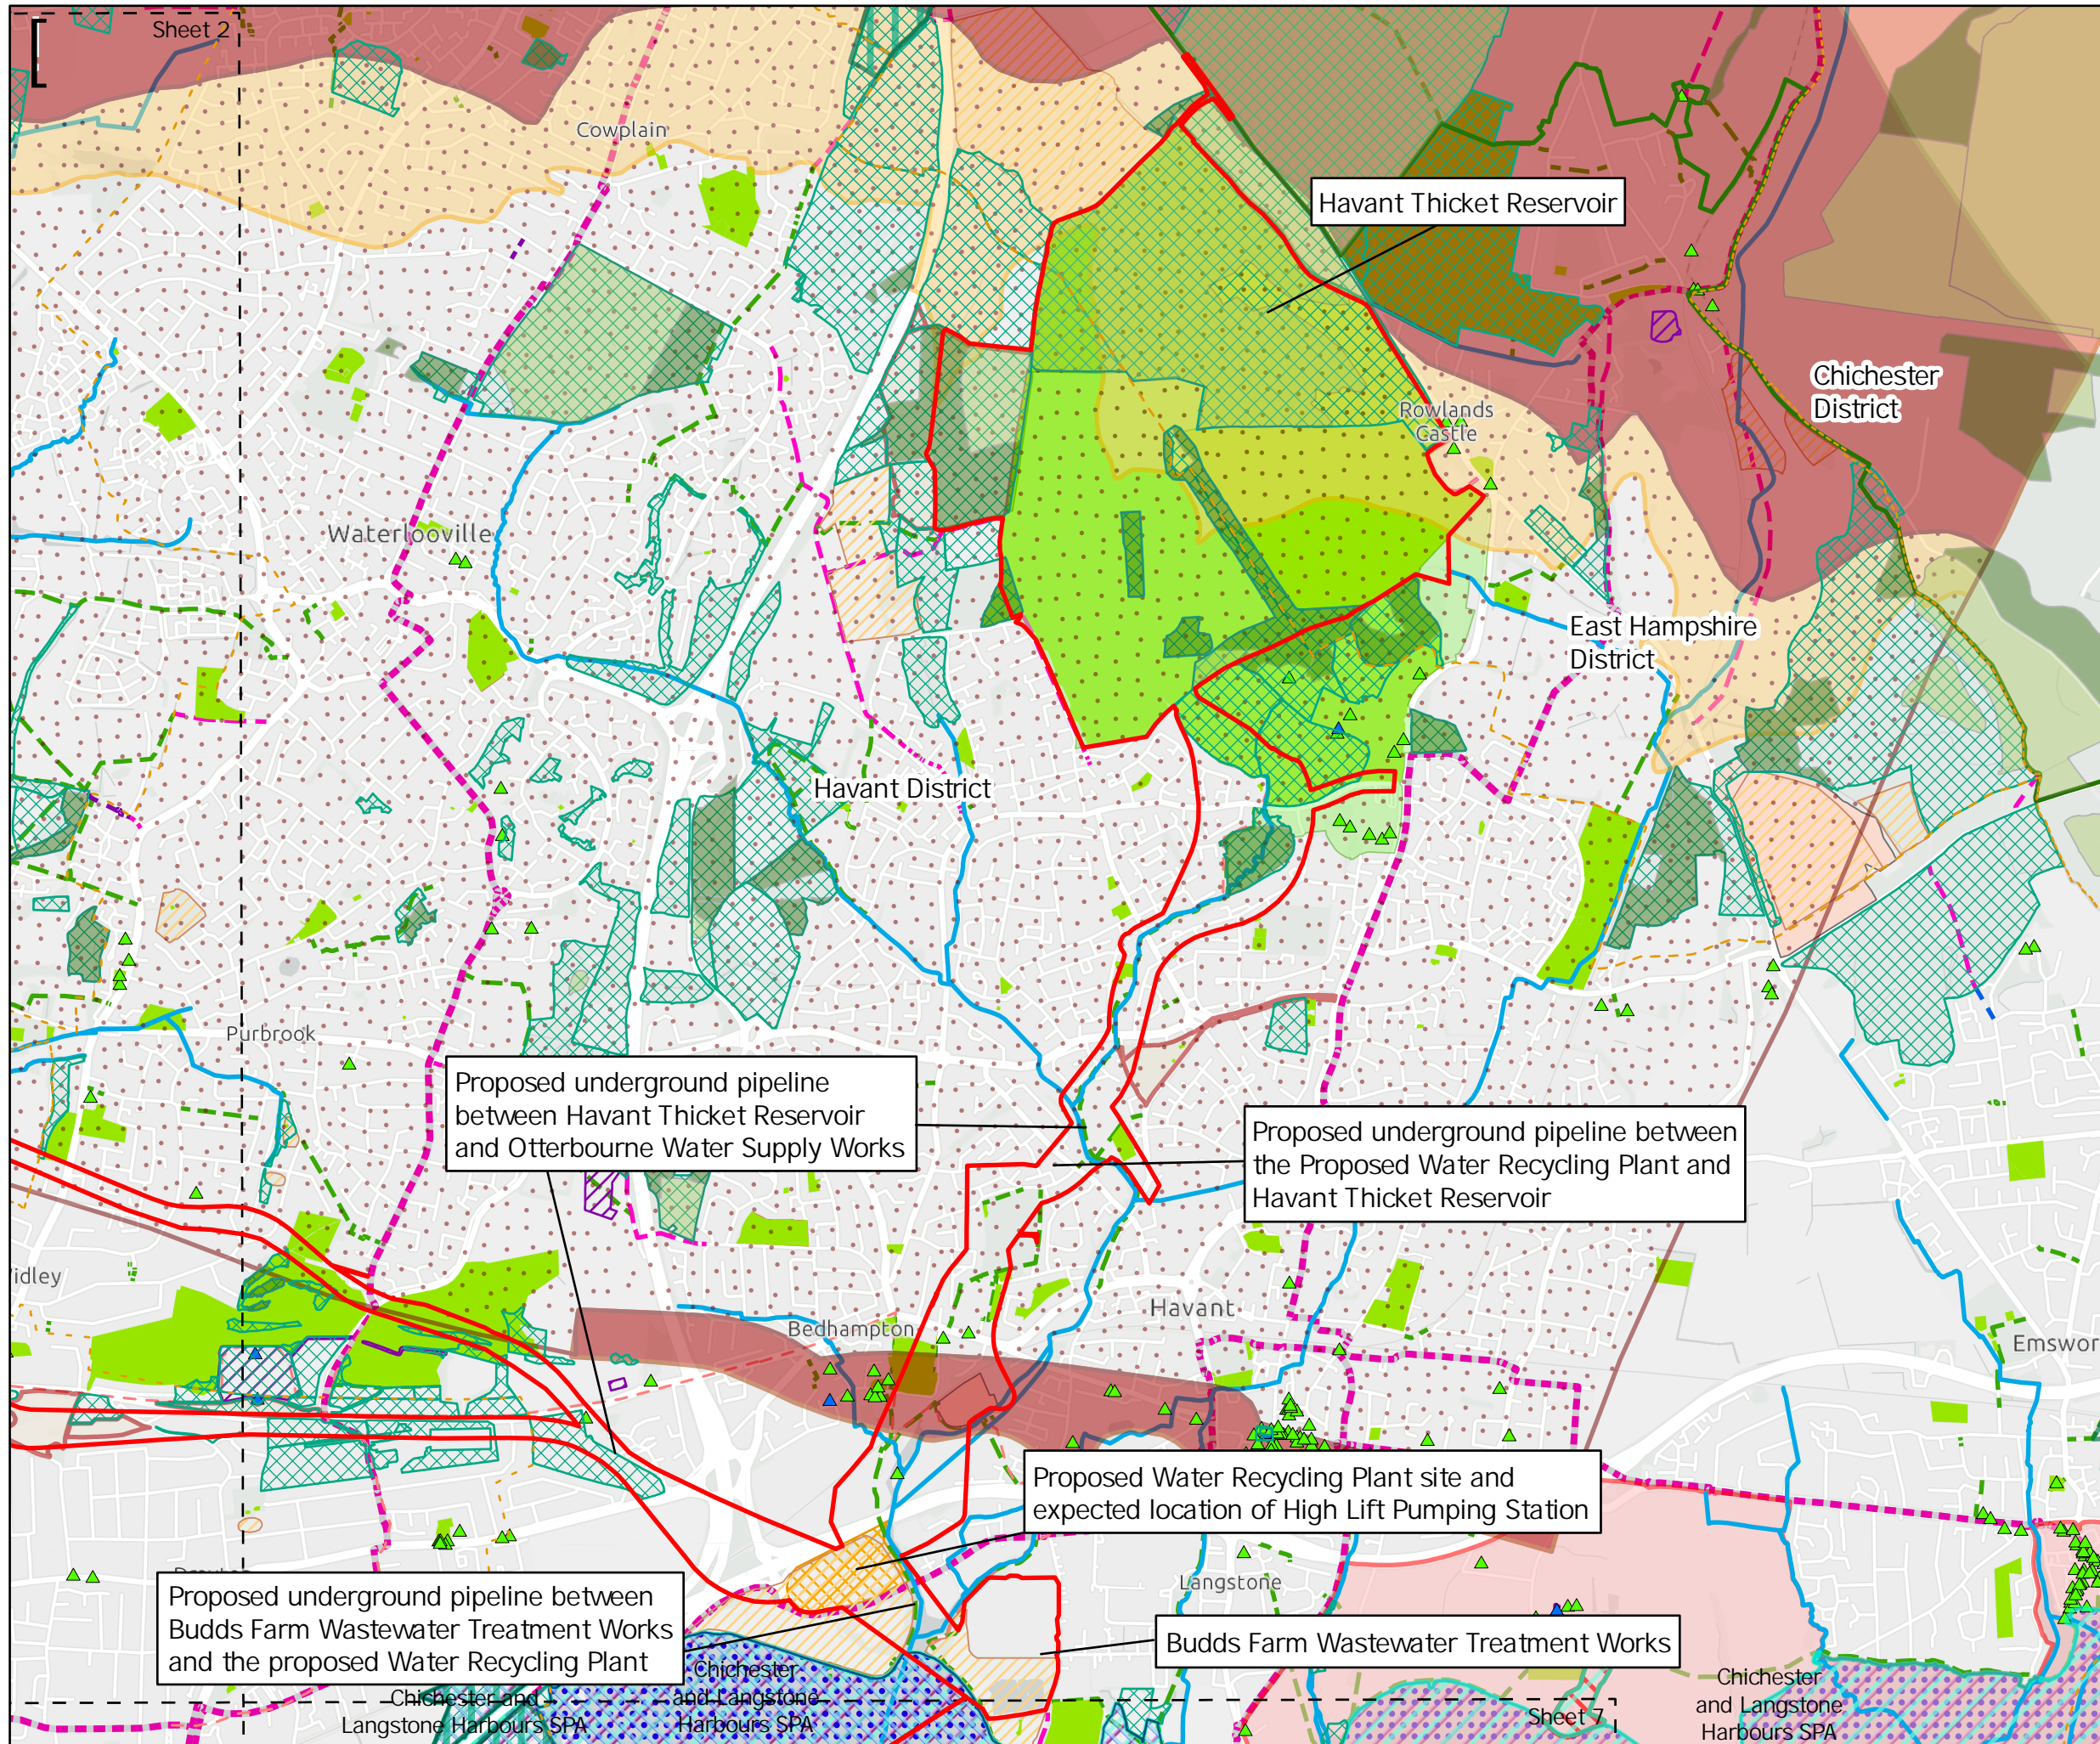 Sheet 2
Cowplain
Havant Thicket Reservoir
Chichester
District
Rowlands
Castle
Waterlooville
East Hampshire
District
Havant District
Purbrook
Proposed underground pipeline
between Havant Thicket Reservoir
and Otterbourne Water Supply Works
Proposed underground pipeline between
the Proposed Water Recycling Plant and
Havant Thicket Reservoir
idley
Havant
Bedhampton
Emswor
Proposed Water Recycling Plant site and
expected location of High Lift Pumping Station
Langstone
Proposed underground pipeline between
Budds Farm Wastewater Treatment Works
and the proposed Water Recycling Plant
Budds Farm Wastewater Treatment Works
Chichester and
Langstone Harbours SPA
Chichester
and Langstone
Harbours SPA
Sheet 7
Chichester
and Langstone
Harbours SPA